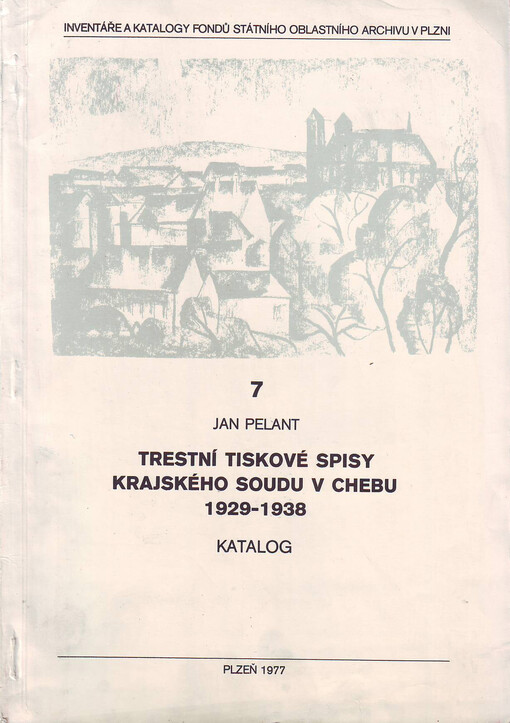 INVENTÁŘE A KATALOGY FONDŮ STÁTNÍHO OBLASTNÍHO ARCHIVU V PLZNI
7
JAN PELANT
TRESTNÍ TISKOVÉ SPISY
KRAJSKÉHO SOUDU V CHEBU
1929-1938
KATALOG
PLZEŇ 1977